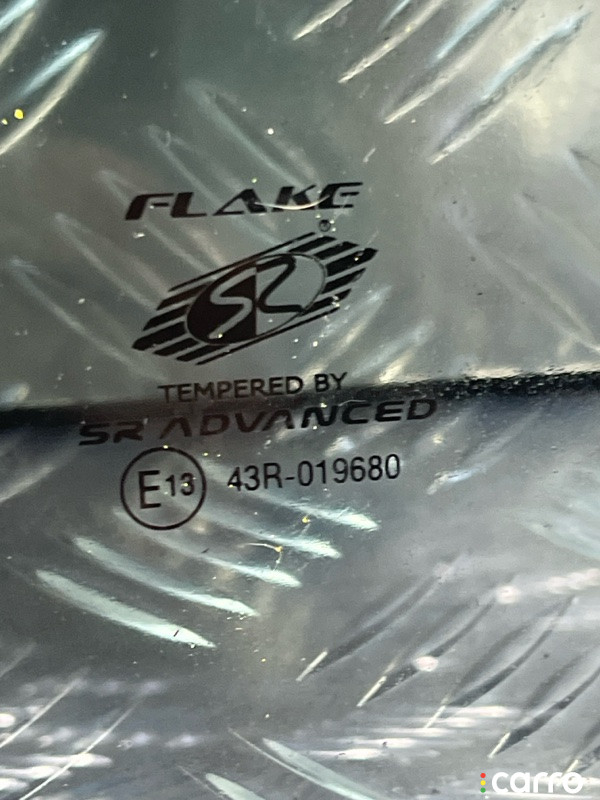 FLAKE
®
SR
TEMPERED BY
SR ADVANCED
E13 43R-019680
carro